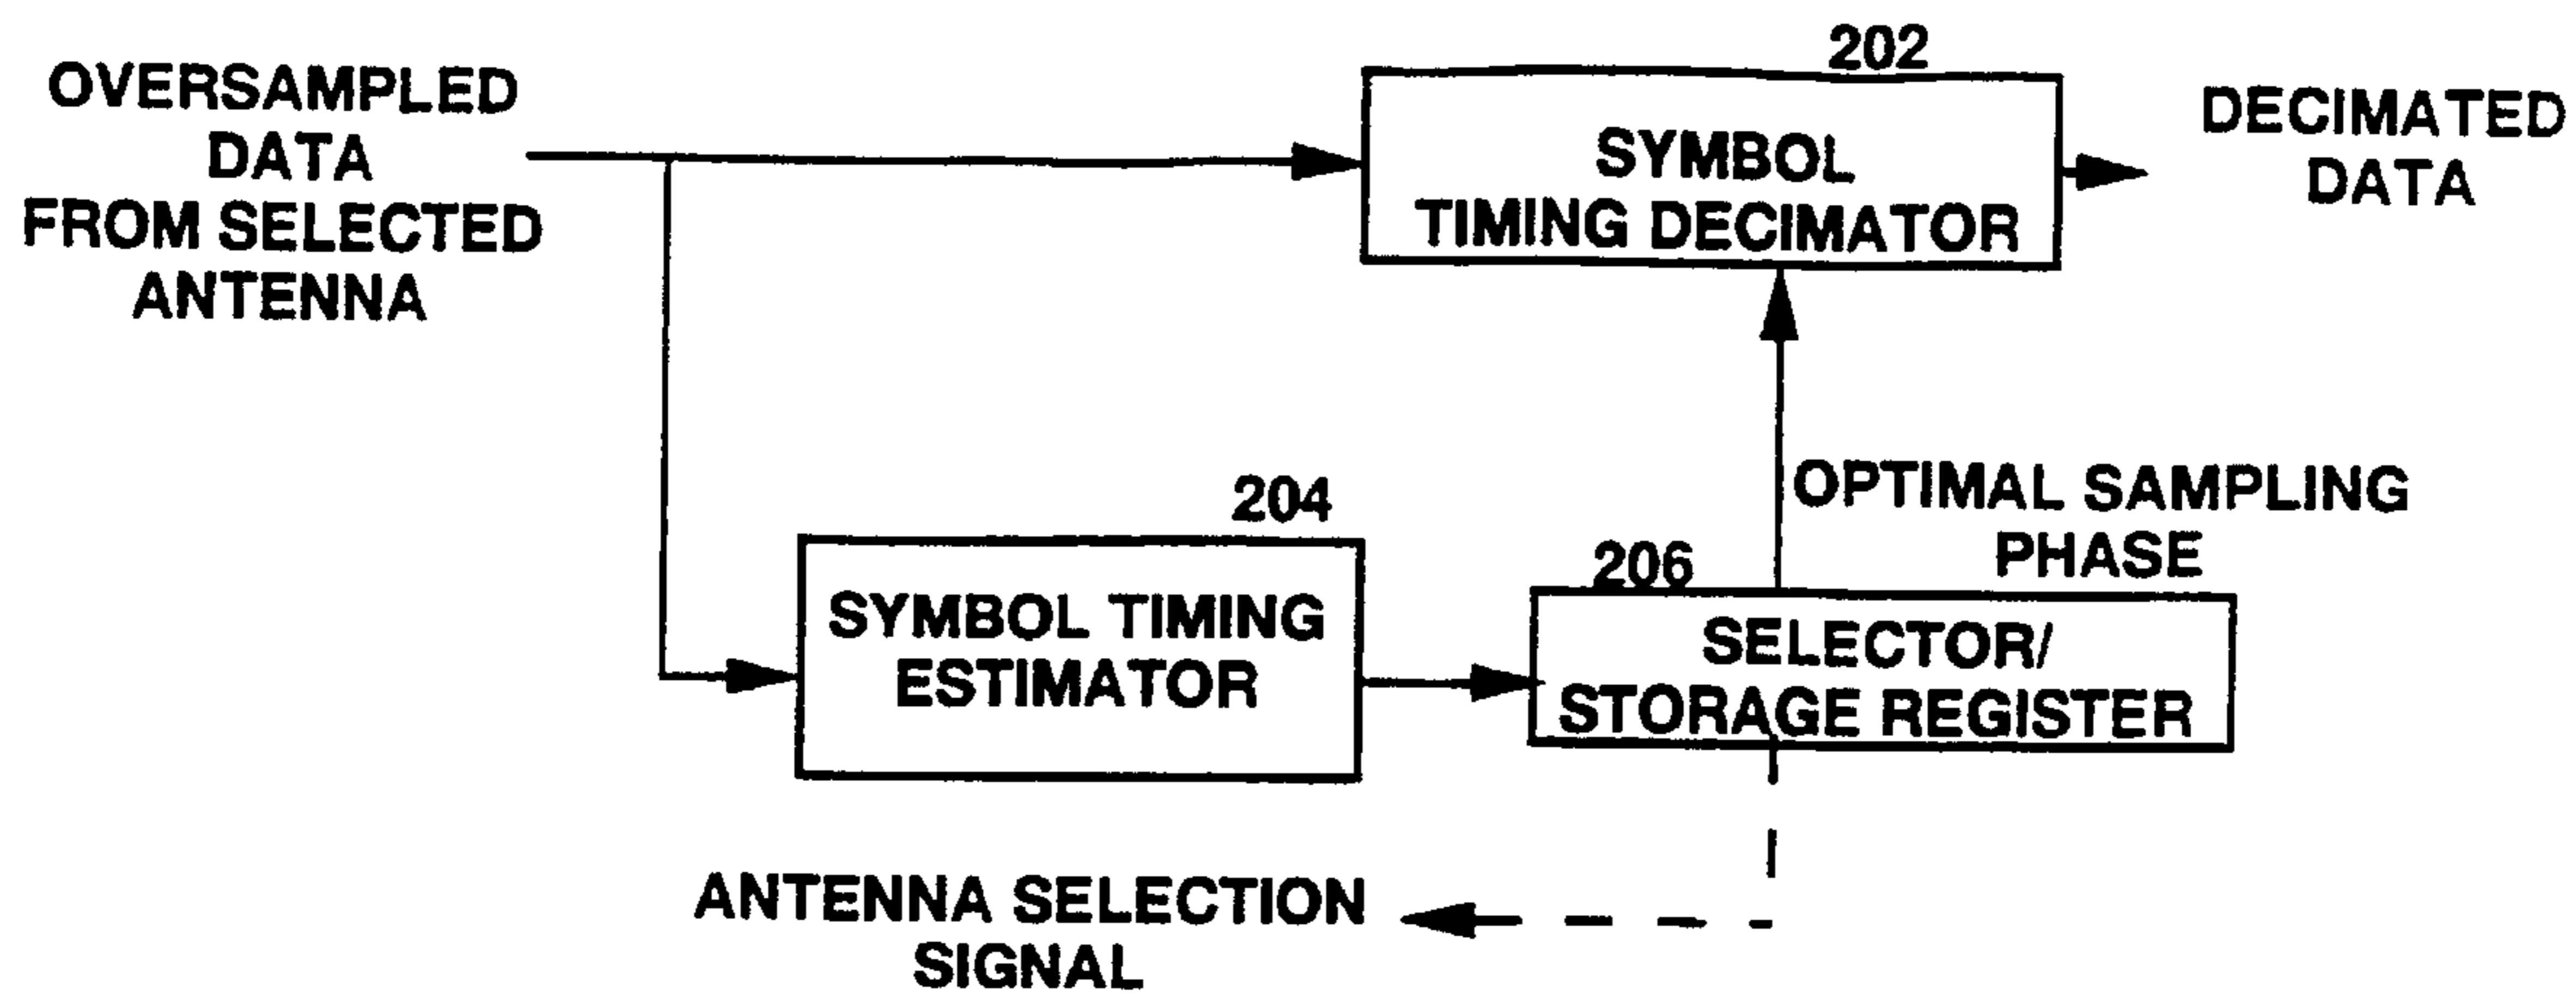 OVERSAMPLED
DATA
FROM SELECTED
ANTENNA
202
SYMBOL
TIMING DECIMATOR
DECIMATED
DATA
OPTIMAL SAMPLING
PHASE
204
SYMBOL TIMING
ESTIMATOR
206
SELECTOR/
STORAGE REGISTER
ANTENNA SELECTION
SIGNAL